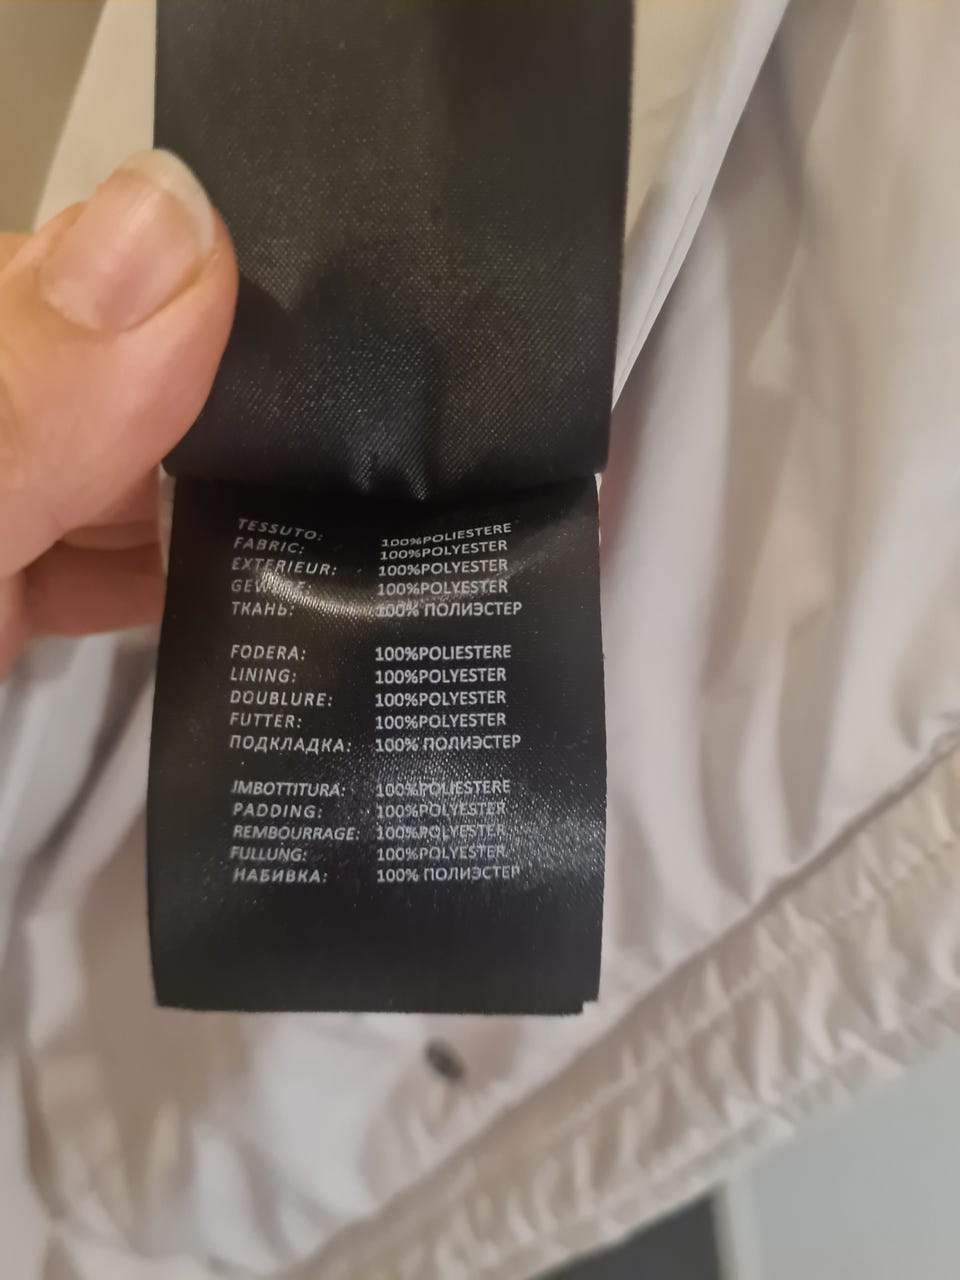 TESSUTO: 100%POLIESTERE
FABRIC: 100%POLYESTER
EXTERIEUR: 100%POLYESTER
100%POLYESTER
ТКАНЬ: 100% ПОЛИЭСТЕР
FODERA: 100%POLIESTERE
LINING: 100%POLYESTER
DOUBLURE: 100%POLYESTER
FUTTER: 100%POLYESTER
ПОДКЛАДКА: 100% ПОЛИЭСТЕР
IMBOTTITURA: 100%POLIESTERE
PADDING: 100%POLYESTER
REMBOURRAGE: 100%POLYESTER
FULLUNG: 100%POLYESTER
НАБИВКА: 100% ПОЛИЭСТЕР